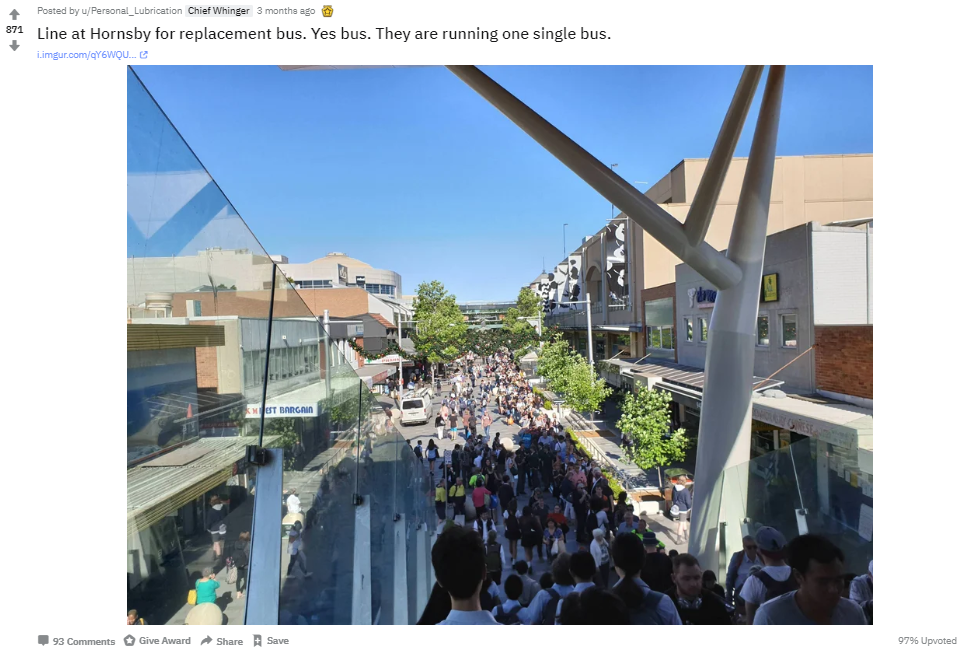 Posted by u/Personal_Lubrication Chief Whinger 3 months ago
871
Line at Hornsby for replacement bus. Yes bus. They are running one single bus.
i.imgur.com/qY6WQU...
BEST BARGAIN
93 Comments Give Award Share Save
97% Upvoted